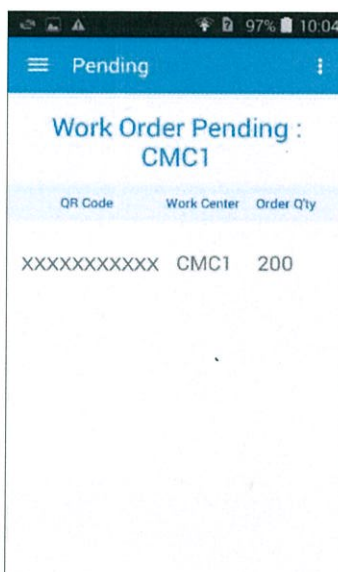 97% 10:04
Pending
Work Order Pending :
CMC1
QR Code Work Center Order Q'ty
XXXXXXXXXXX CMC1 200